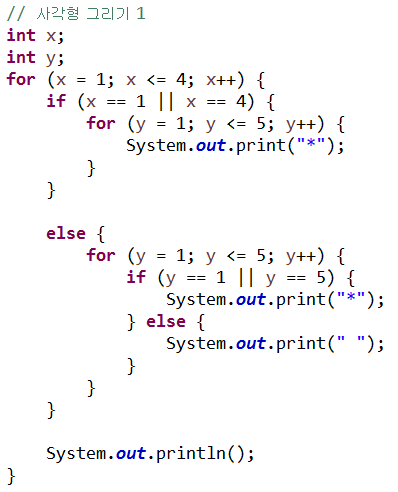 // 사각형 그리기 1
int x;
int y;
for (x = 1; x <= 4; x++) {
    if (x == 1 || x == 4) {
        for (y = 1; y <= 5; y++) {
            System.out.print("*");
        }
    }

    else {
        for (y = 1; y <= 5; y++) {
            if (y == 1 || y == 5) {
                System.out.print("*");
            } else {
                System.out.print(" ");
            }
        }
    }

    System.out.println();
}